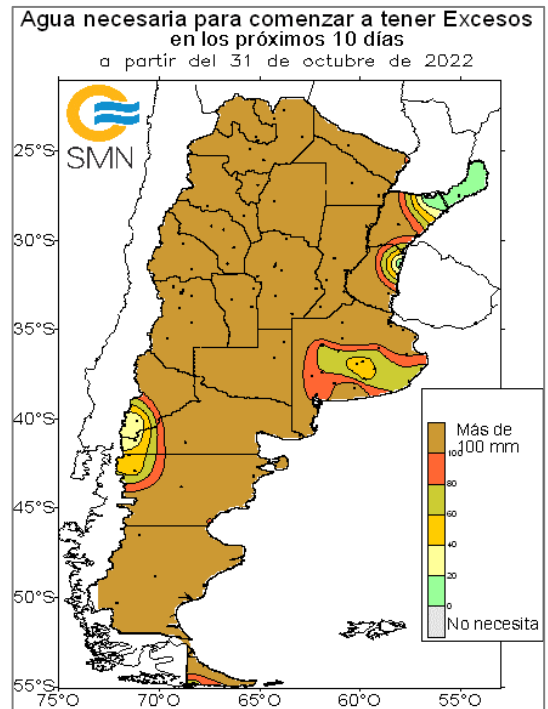 Agua necesaria para comenzar a tener Excesos
en los próximos 10 días
a partir del 31 de octubre de 2022
SMN
25°S
30°S
35°S
40°S
45°S
50°S
55°S
75°O
70°O
65°O
60°O
55°O
Más de
100 mm
100
80
60
40
20
0
No necesita